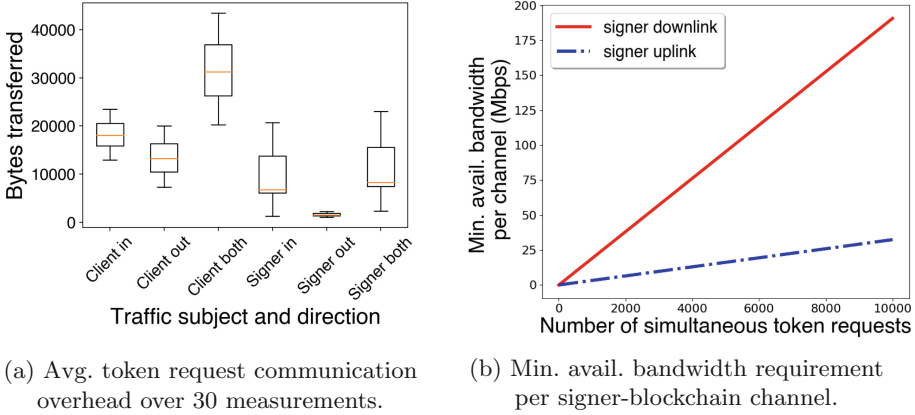 40000
30000
20000
10000
0
Bytes transferred
Client in
Client out
Client both
Signer in
Signer out
Signer both
Traffic subject and direction
(a) Avg. token request communication
overhead over 30 measurements.
200
175
150
125
100
75
50
25
0
Min. avail. bandwidth
per channel (Mbps)
signer downlink
signer uplink
0 2000 4000 6000 8000 10000
Number of simultaneous token requests
(b) Min. avail. bandwidth requirement
per signer-blockchain channel.